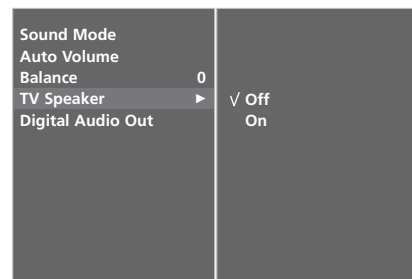 Sound Mode
Auto Volume
Balance 0
TV Speaker ►
Digital Audio Out
√ Off
On